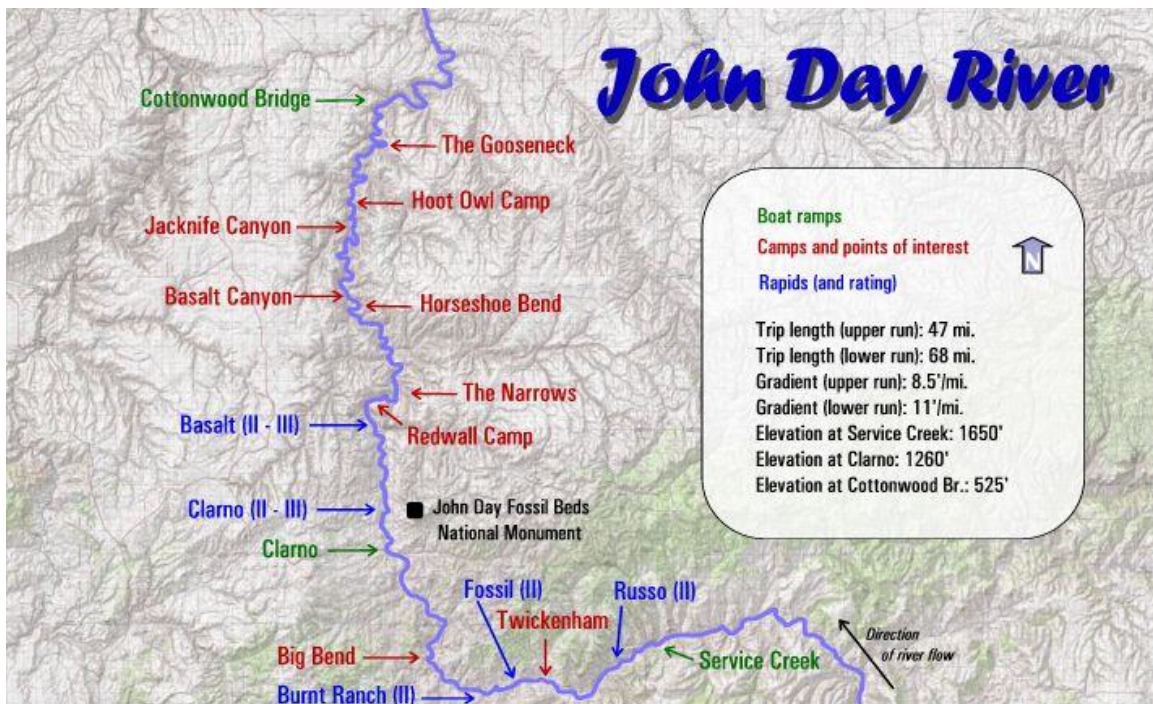 John Day River
Cottonwood Bridge
The Gooseneck
Hoot Owl Camp
Jacknife Canyon
Basalt Canyon
Horseshoe Bend
The Narrows
Basalt (II - III)
Redwall Camp
Clarno (II - III)
John Day Fossil Beds
National Monument
Clarno
Fossil (II)
Russo (II)
Twickenham
Big Bend
Service Creek
Burnt Ranch (II)
Direction
of river flow
Boat ramps
Camps and points of interest
N
Rapids (and rating)
Trip length (upper run): 47 mi.
Trip length (lower run): 68 mi.
Gradient (upper run): 8.5'/mi.
Gradient (lower run): 11'/mi.
Elevation at Service Creek: 1650'
Elevation at Clarno: 1260'
Elevation at Cottonwood Br.: 525'